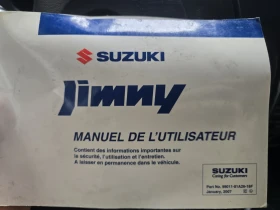 SUZUKI
Jimny
MANUEL DE L'UTILISATEUR
Contient des informations importantes sur
la sécurité, l'utilisation et l'entretien.
A laisser en permanence dans le véhicule.
SUZUKI
Caring for Customers
January, 2007